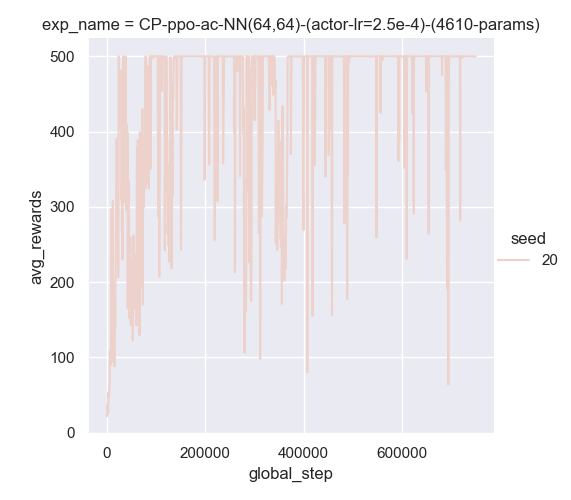 exp_name = CP-ppo-ac-NN(64,64)-(actor-lr=2.5e-4)-(4610-params)
500
400
300
200
100
0
avg_rewards
0 200000 400000 600000
global_step
seed
20